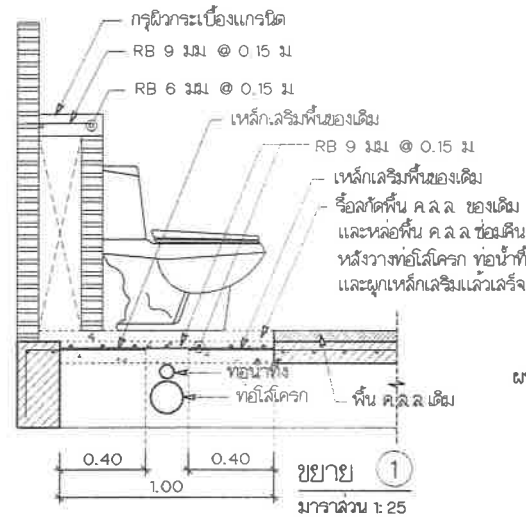 กรุผิวกระเบื้องแกรนิต
RB 9 มม @ 0.15 ม
RB 6 มม @ 0.15 ม
เหล็กเสริมพื้นของเดิม
RB 9 มม @ 0.15 ม
เหล็กเสริมพื้นของเดิม
รื้อสกัดพื้น ค.ส.ล. ของเดิม
และหล่อพื้น ค.ส.ล. ซ่อมคืน
หลังวางท่อโสโครก ท่อน้ำทิ้
และผูกเหล็กเสริมแล้วเสร็จ
ท่อน้ำทิ้ง
ท่อโสโครก
พื้น ค.ส.ล. เดิม
0.40
0.40
1.00
ขยาย 1
มาตราส่วน 1:25